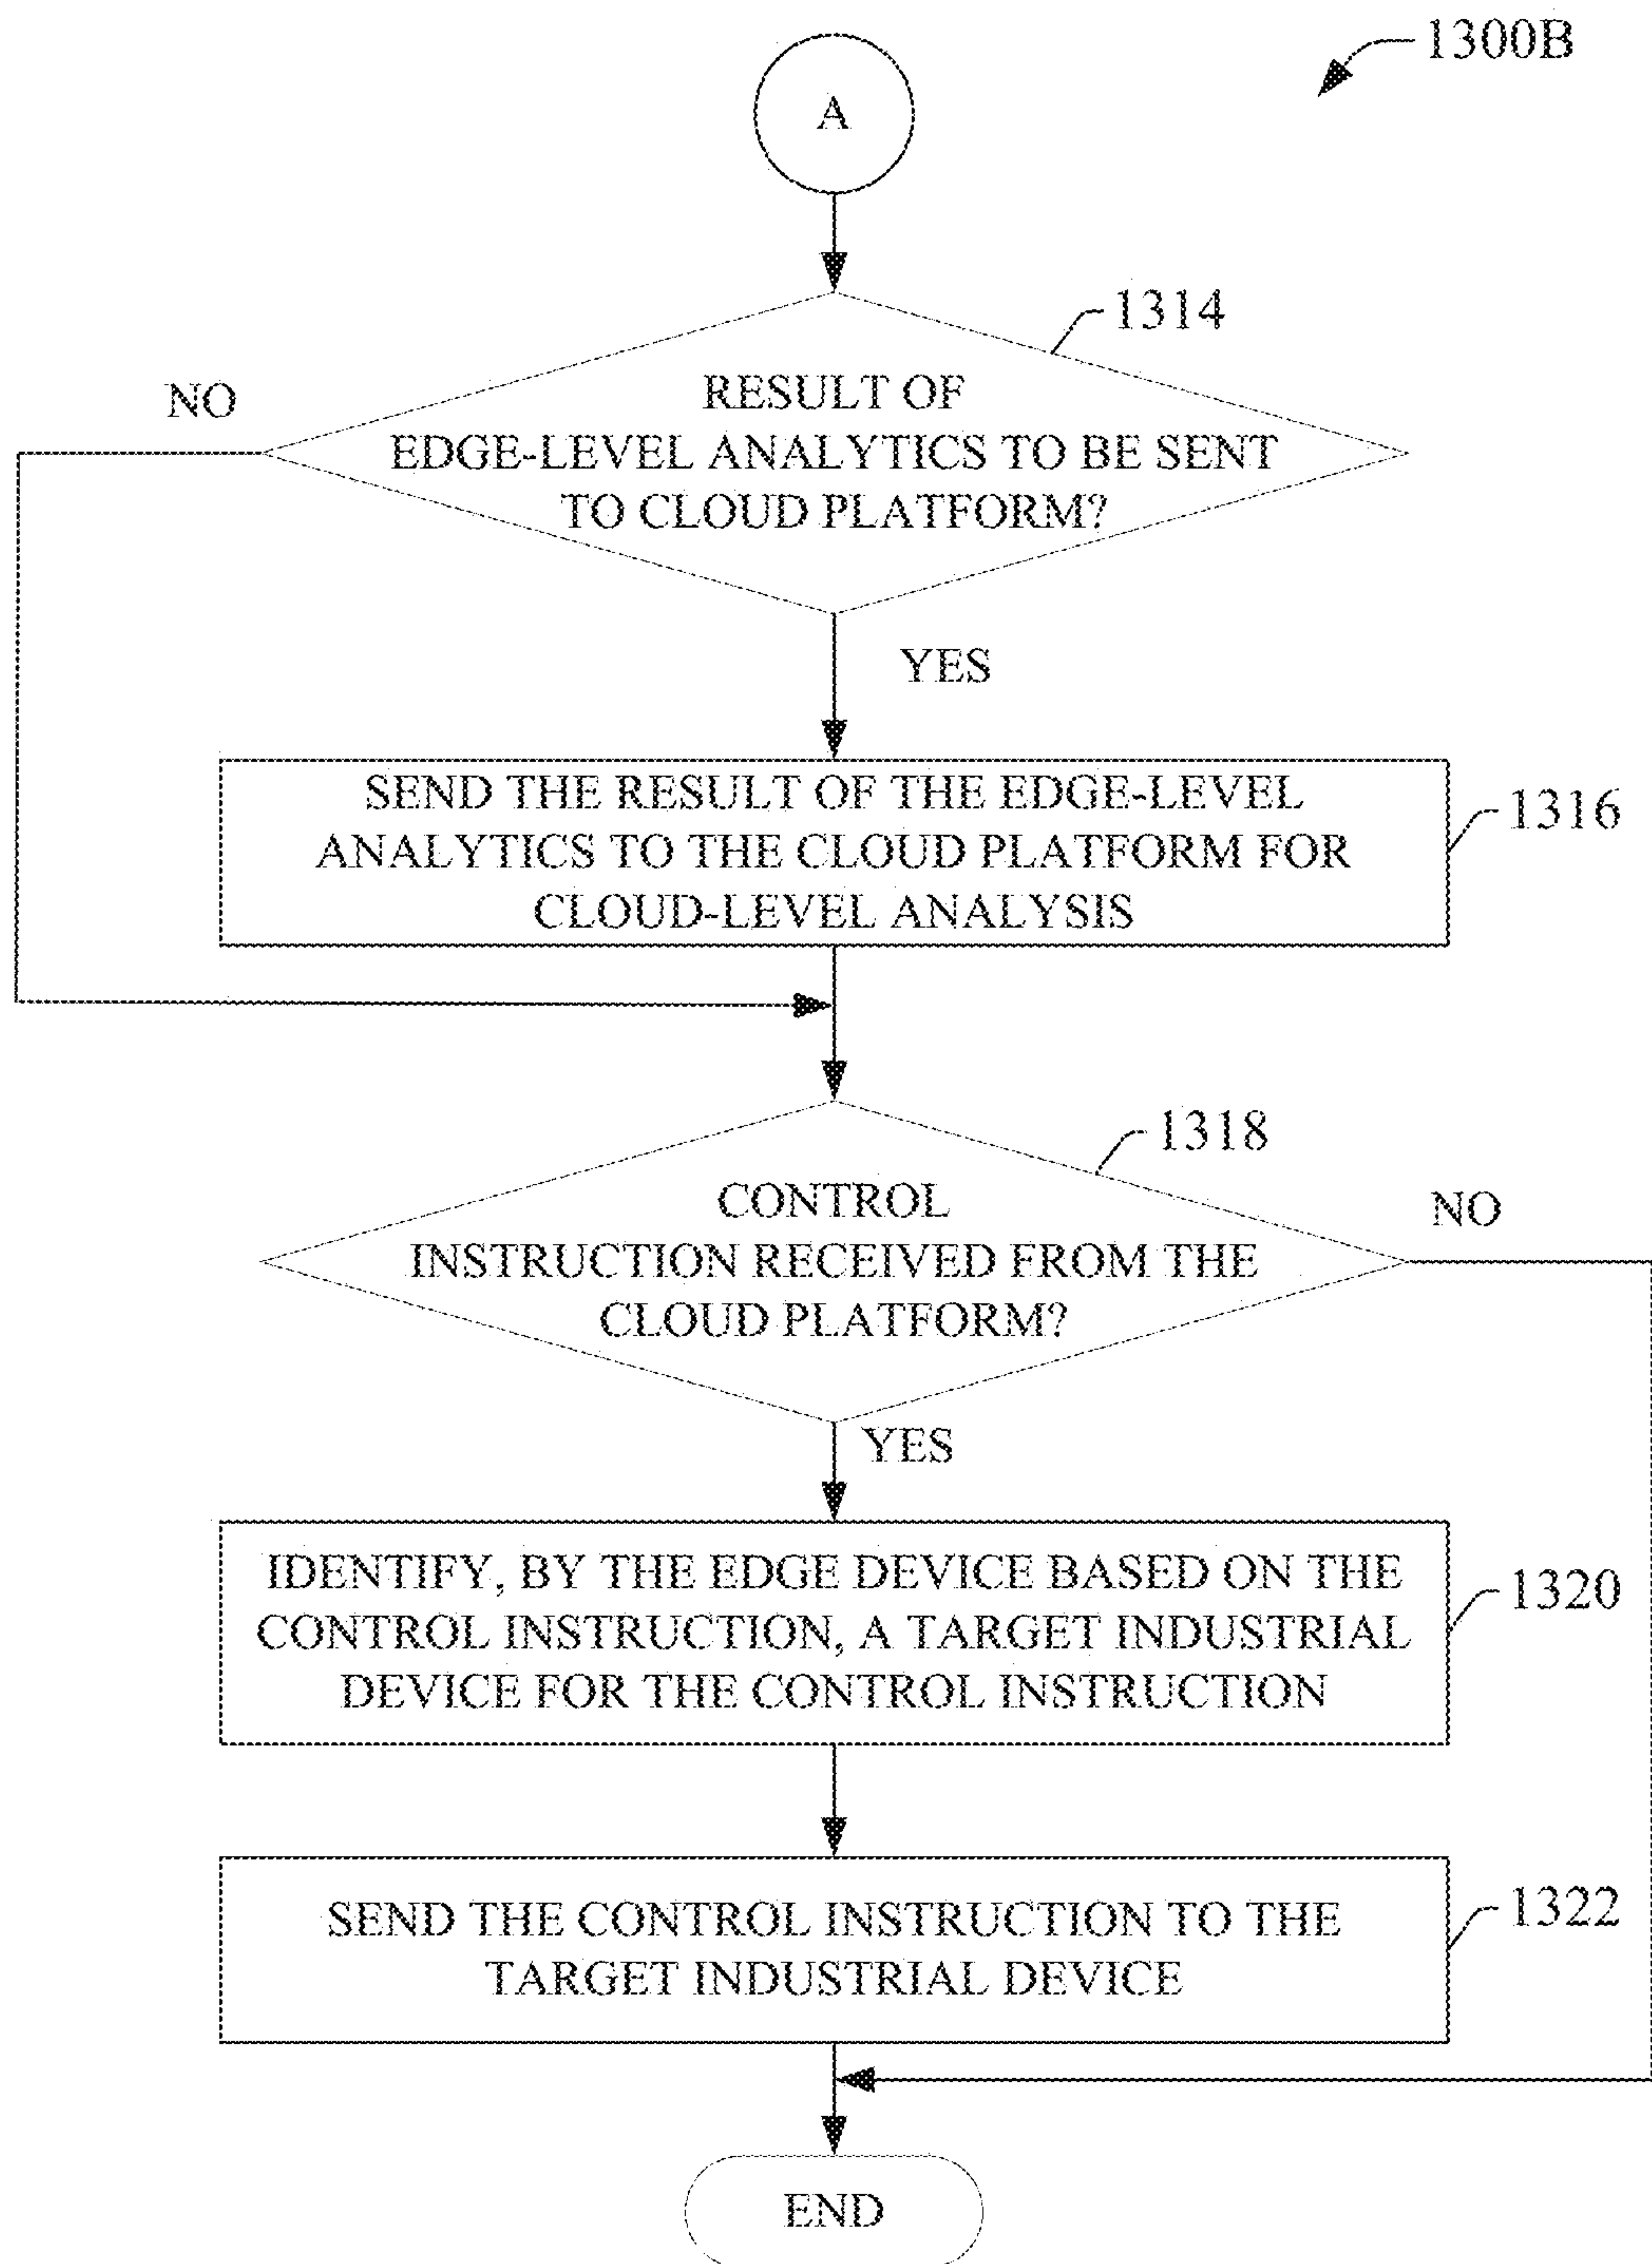 1300B
A
1314
NO
RESULT OF
EDGE-LEVEL ANALYTICS TO BE SENT
TO CLOUD PLATFORM?
YES
SEND THE RESULT OF THE EDGE-LEVEL
ANALYTICS TO THE CLOUD PLATFORM FOR
CLOUD-LEVEL ANALYSIS
1316
1318
CONTROL
INSTRUCTION RECEIVED FROM THE
CLOUD PLATFORM?
NO
YES
IDENTIFY, BY THE EDGE DEVICE BASED ON THE
CONTROL INSTRUCTION, A TARGET INDUSTRIAL
DEVICE FOR THE CONTROL INSTRUCTION
1320
SEND THE CONTROL INSTRUCTION TO THE
TARGET INDUSTRIAL DEVICE
1322
END